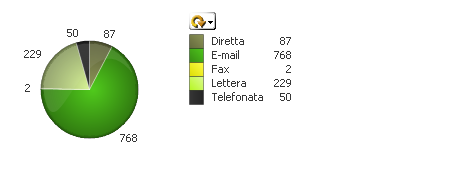 50
87
229
2
768
Diretta 87
E-mail 768
Fax 2
Lettera 229
Telefonata 50